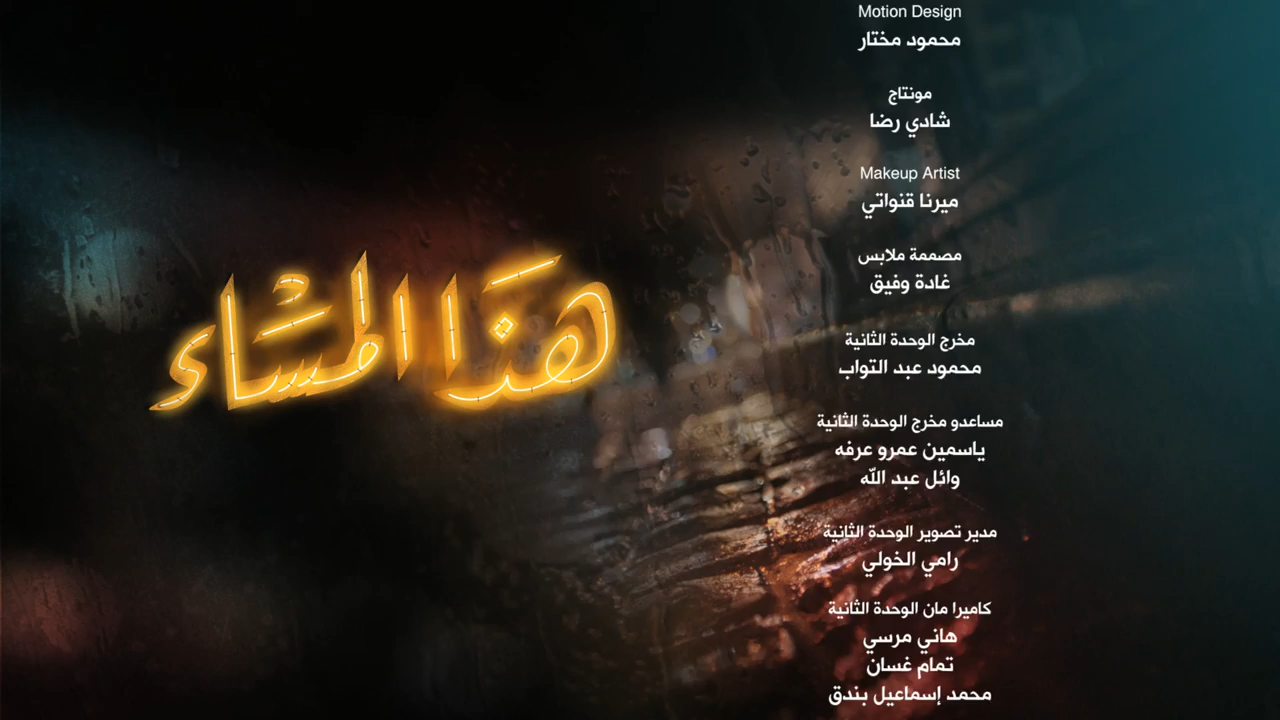 هذا المساء
Motion Design
محمود مختار
مونتاج
شادي رضا
Makeup Artist
ميرنا قنواتي
مصممة ملابس
غادة وفيق
مخرج الوحدة الثانية
محمود عبد التواب
مساعدو مخرج الوحدة الثانية
ياسمين عمرو عرفه
وائل عبد الله
مدير تصوير الوحدة الثانية
رامي الخولي
كاميرا مان الوحدة الثانية
هاني مرسي
تمام غسان
محمد إسماعيل بندق